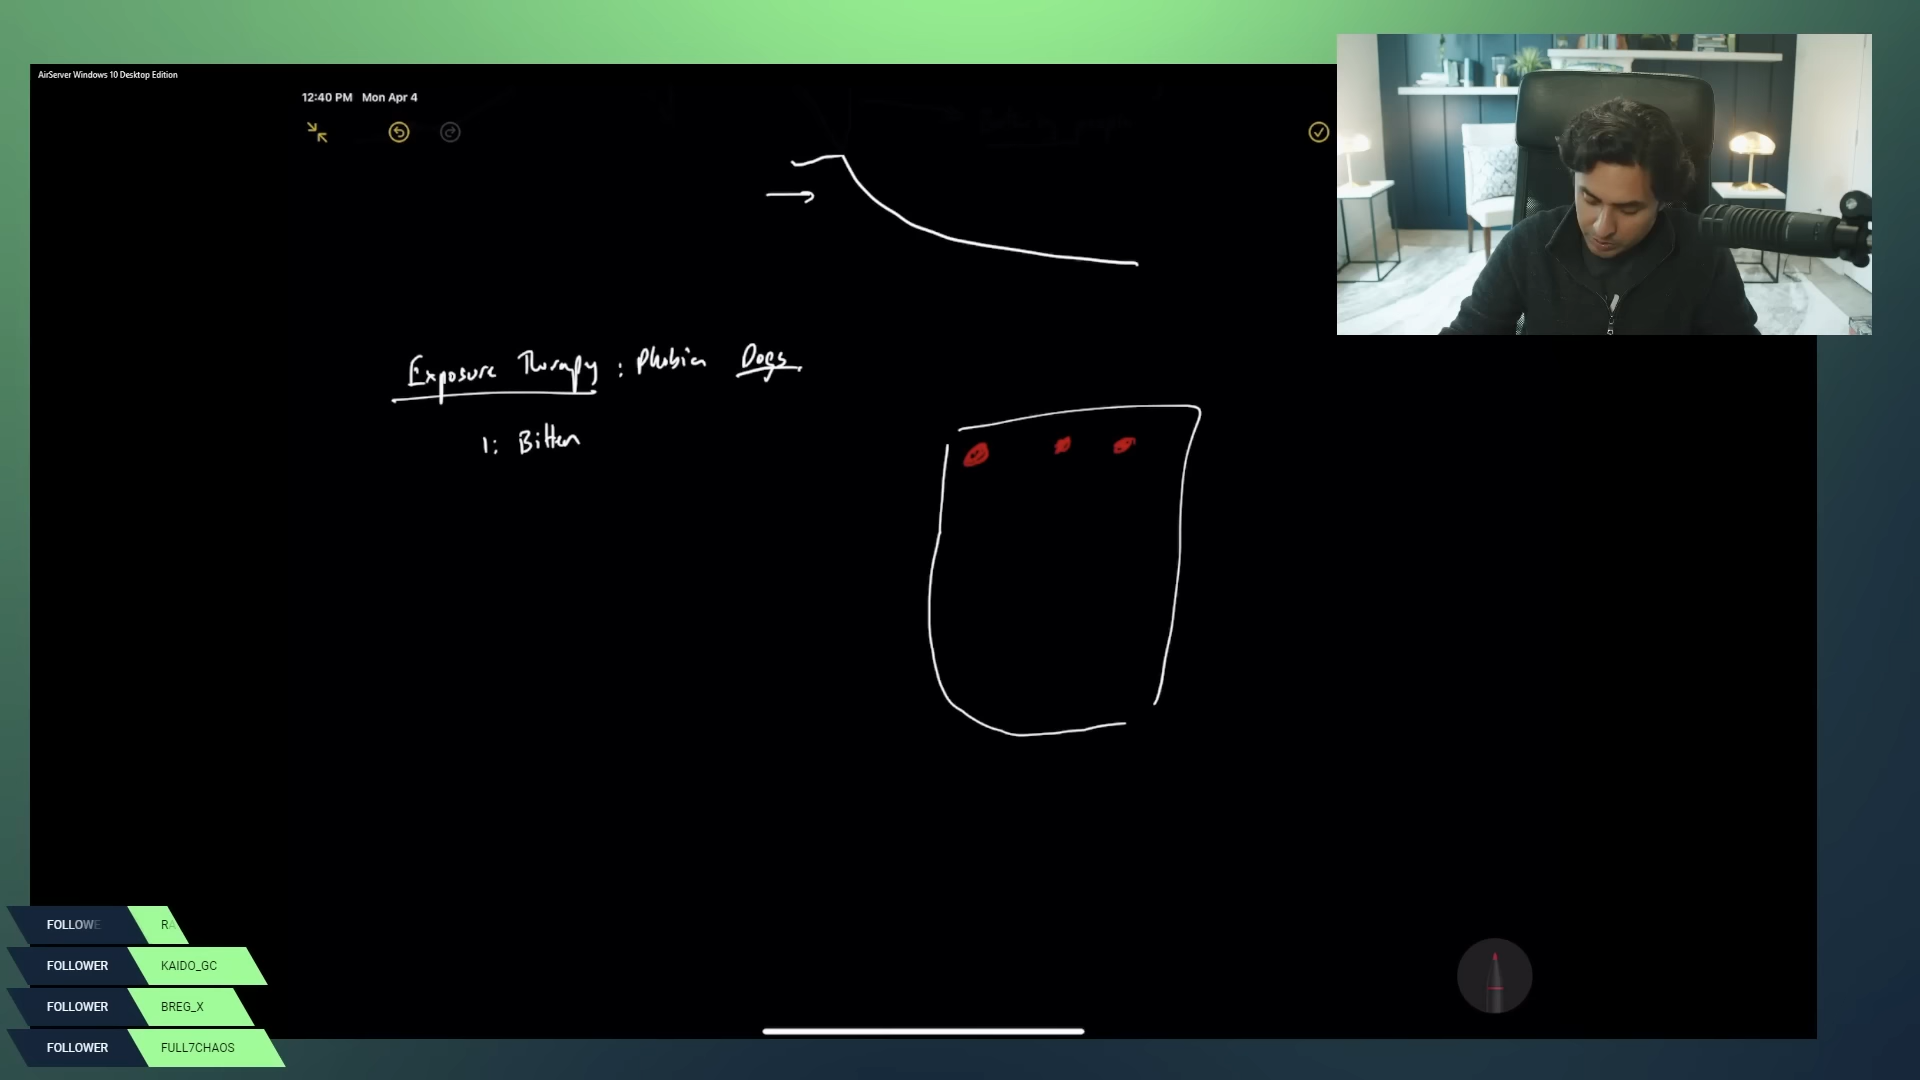 AirServer Windows 10 Desktop Edition
12:40 PM Mon Apr 4
Exposure Therapy : Phobia Dogs
1: Bitten
FOLLOWE
FOLLOWER KAIDO_GC
FOLLOWER BREG_X
FOLLOWER FULL7CHAOS